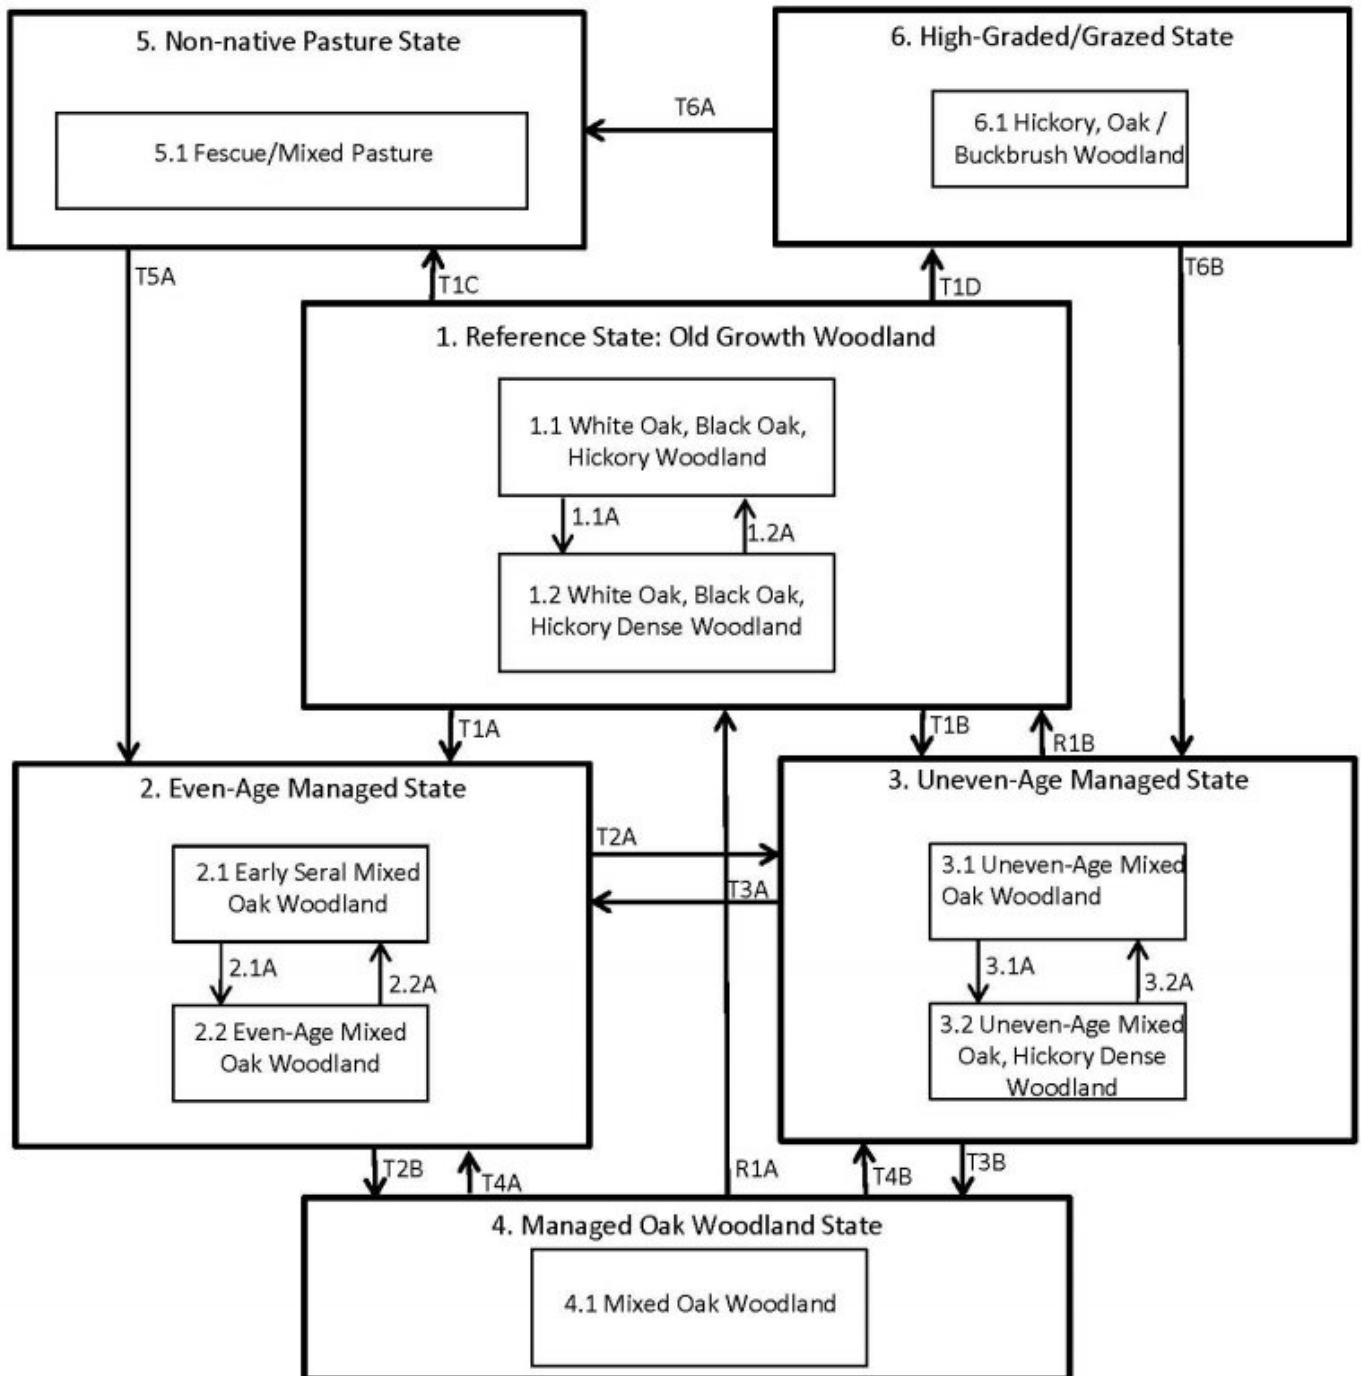 5. Non-native Pasture State
5.1 Fescue/Mixed Pasture
T6A
6. High-Graded/Grazed State
6.1 Hickory, Oak /
Buckbrush Woodland
T5A
T1C
T1D
T6B
1. Reference State: Old Growth Woodland
1.1 White Oak, Black Oak,
Hickory Woodland
1.1A
1.2A
1.2 White Oak, Black Oak,
Hickory Dense Woodland
T1A
T1B
R1B
2. Even-Age Managed State
2.1 Early Seral Mixed
Oak Woodland
2.1A
2.2A
2.2 Even-Age Mixed
Oak Woodland
T2A
T3A
3. Uneven-Age Managed State
3.1 Uneven-Age Mixed
Oak Woodland
3.1A
3.2A
3.2 Uneven-Age Mixed
Oak, Hickory Dense
Woodland
T2B
T4A
R1A
T4B
T3B
4. Managed Oak Woodland State
4.1 Mixed Oak Woodland